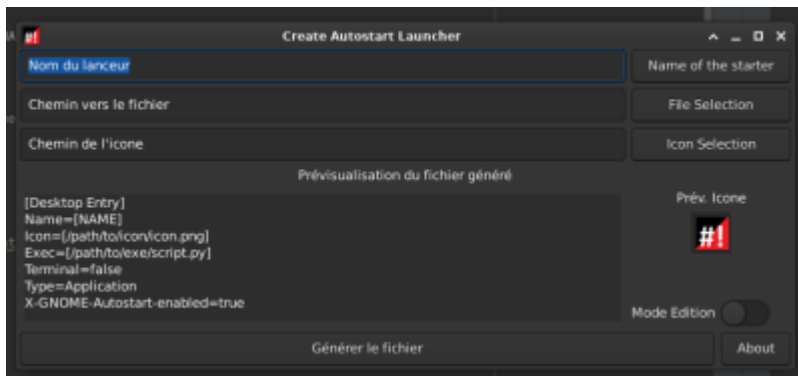 #!
Create Autostart Launcher
Nom du lanceur
Name of the starter
Chemin vers le fichier
File Selection
Chemin de l'icone
Icon Selection
Prévisualisation du fichier généré
[Desktop Entry]
Name=[NAME]
Icon=[/path/to/icon/icon.png]
Exec=[/path/to/exe/script.py]
Terminal=false
Type=Application
X-GNOME-Autostart-enabled=true
Prév. Icone
#!
Mode Edition
Générer le fichier
About